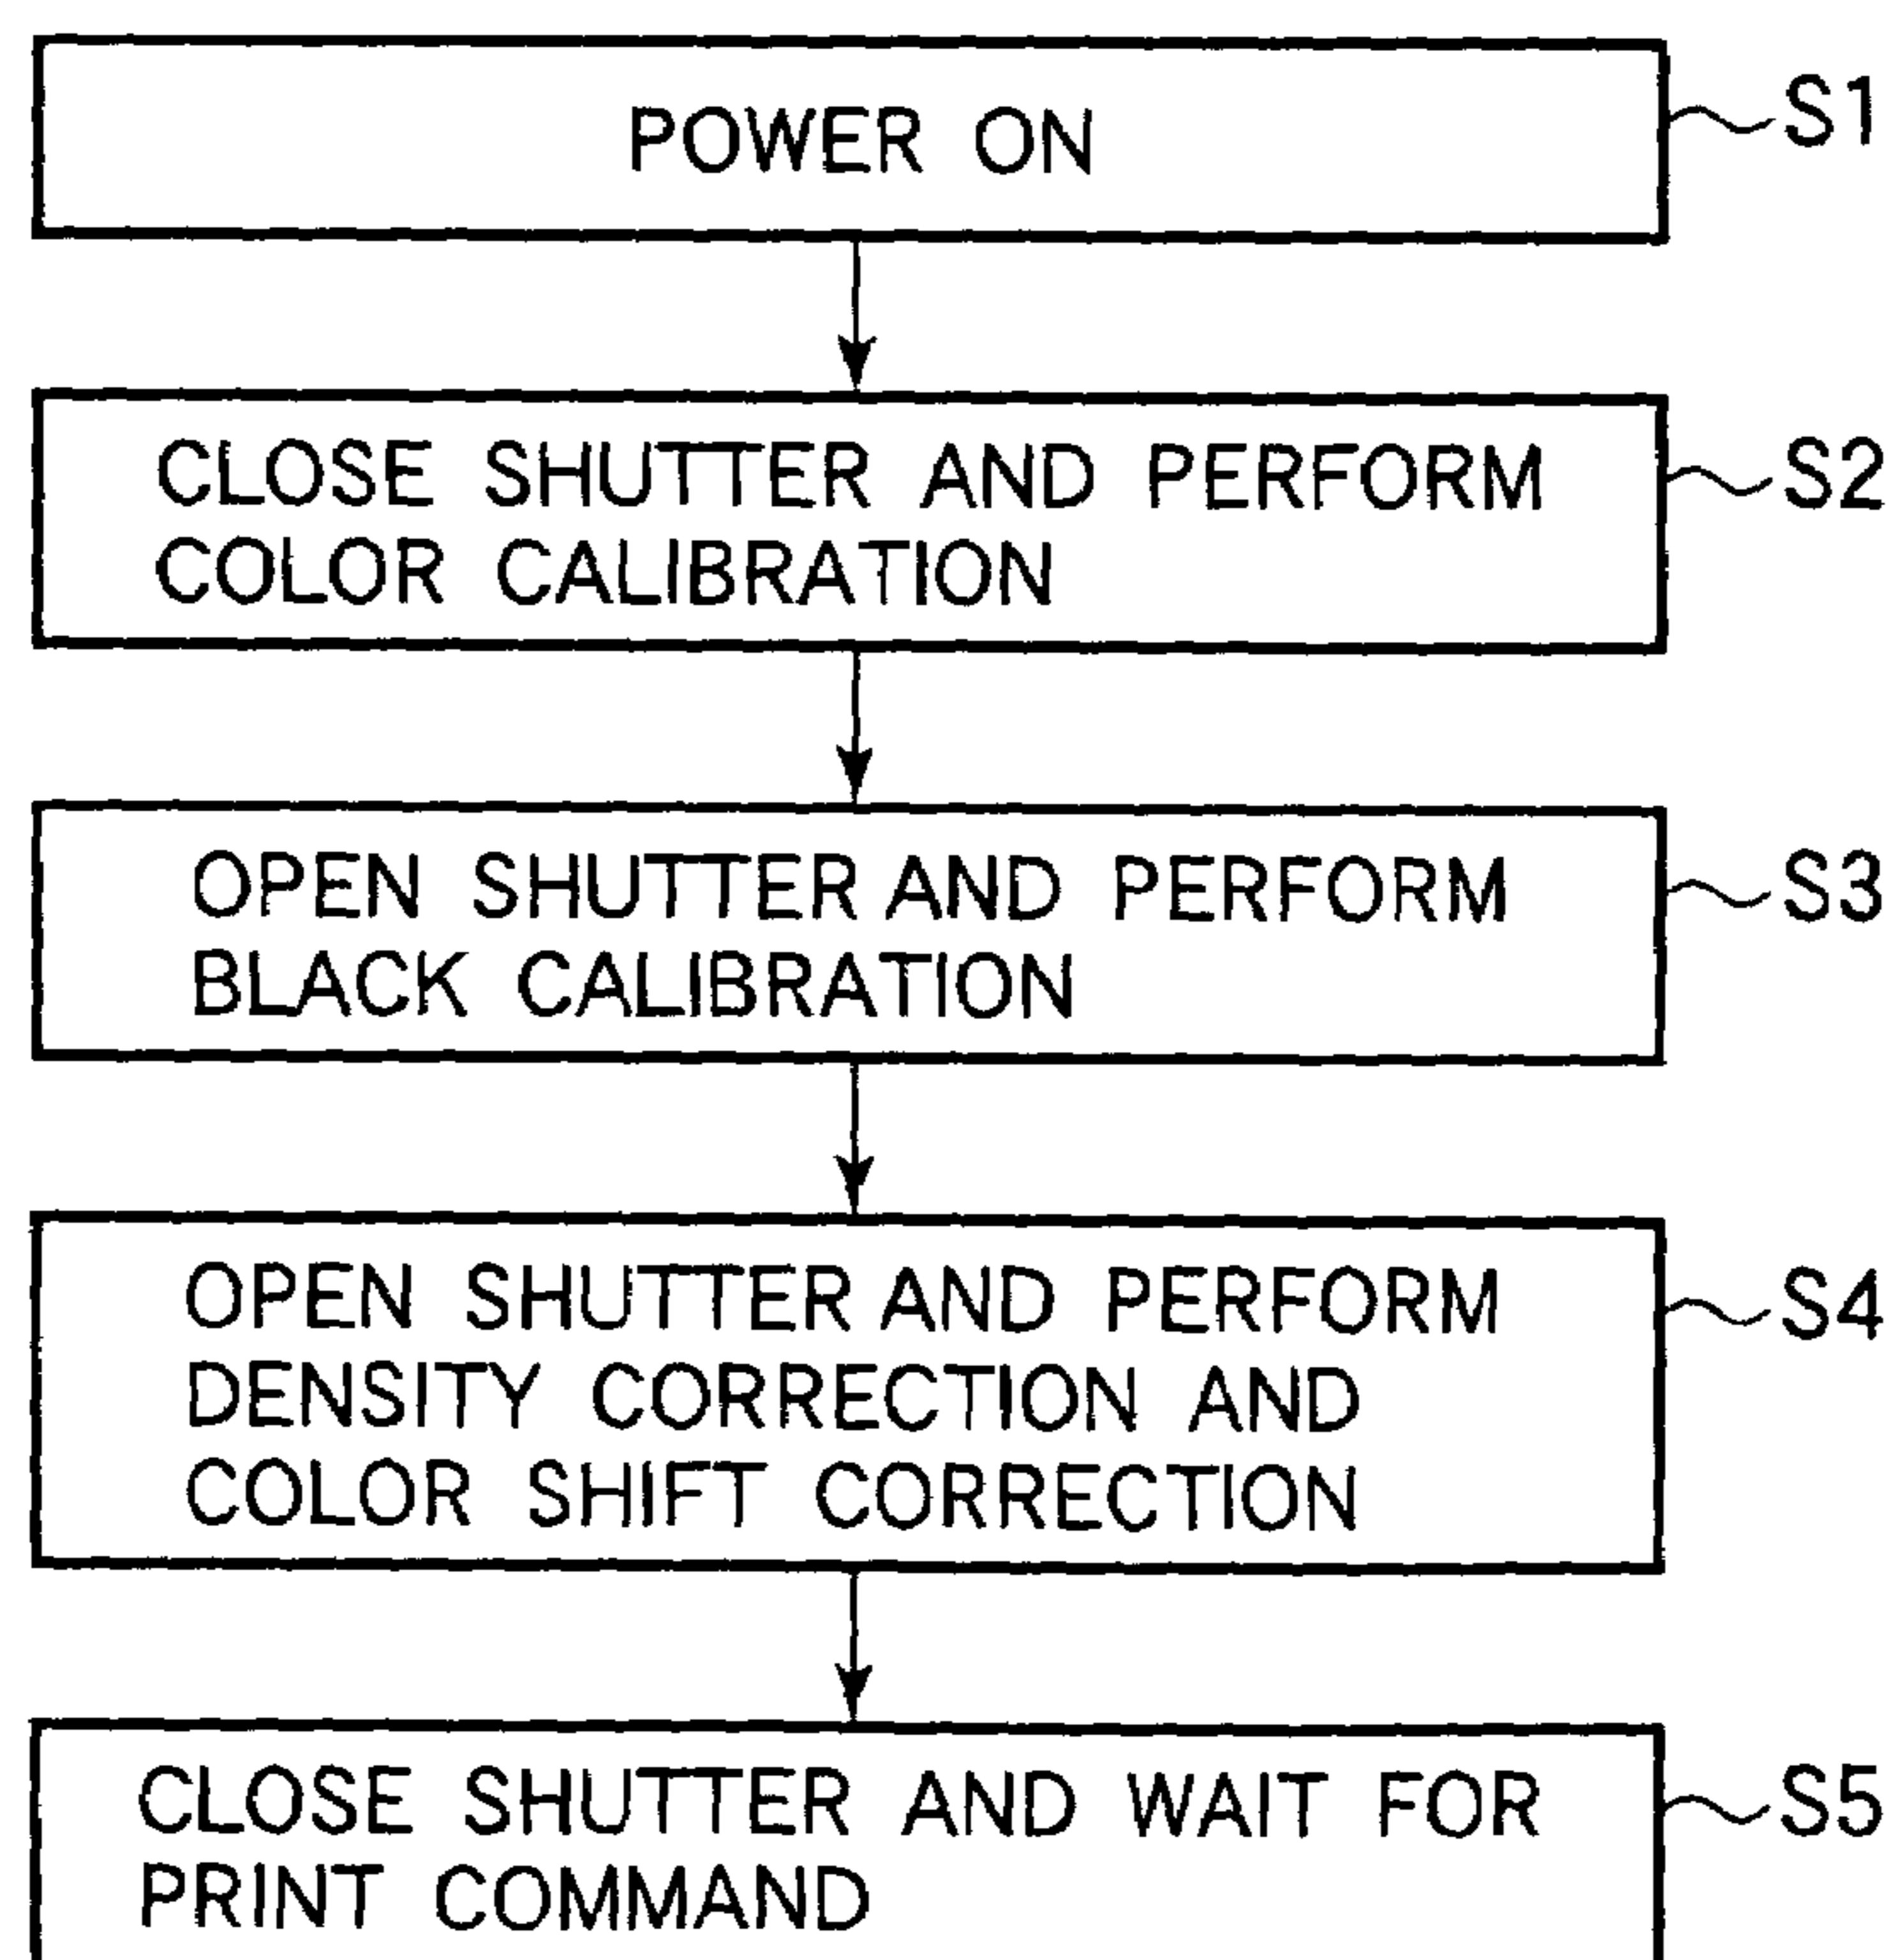 POWER ON
S1
CLOSE SHUTTER AND PERFORM
COLOR CALIBRATION
S2
OPEN SHUTTER AND PERFORM
BLACK CALIBRATION
S3
OPEN SHUTTER AND PERFORM
DENSITY CORRECTION AND
COLOR SHIFT CORRECTION
S4
CLOSE SHUTTER AND WAIT FOR
PRINT COMMAND
S5